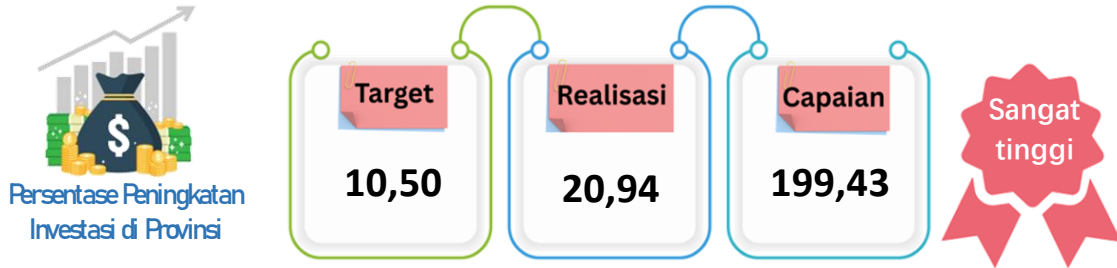 $
Persentase Peningkatan
Investasi di Provinsi
Target
10,50
Realisasi
20,94
Capaian
199,43
Sangat
tinggi